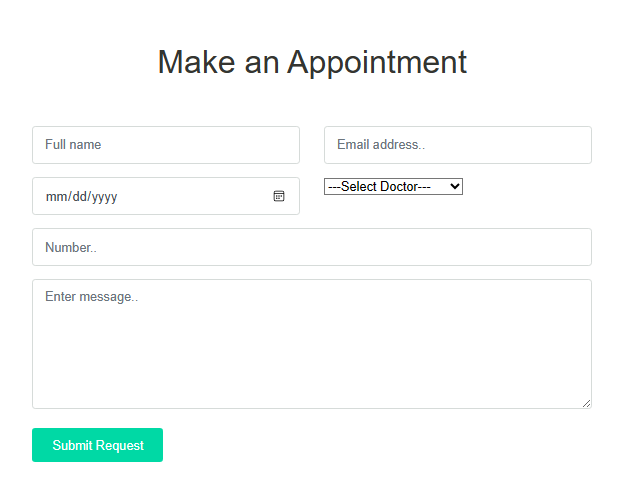 Make an Appointment
Full name
Email address..
mm/dd/yyyy
---Select Doctor---
Number..
Enter message..
Submit Request